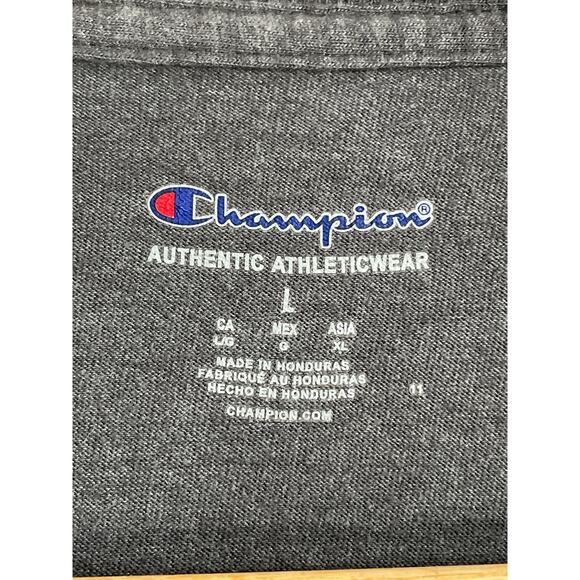 Champion®
AUTHENTIC ATHLETICWEAR
L
CA MEX ASIA
L/G G XL
MADE IN HONDURAS
FABRIQUÉ AU HONDURAS
HECHO EN HONDURAS
CHAMPION.COM
11